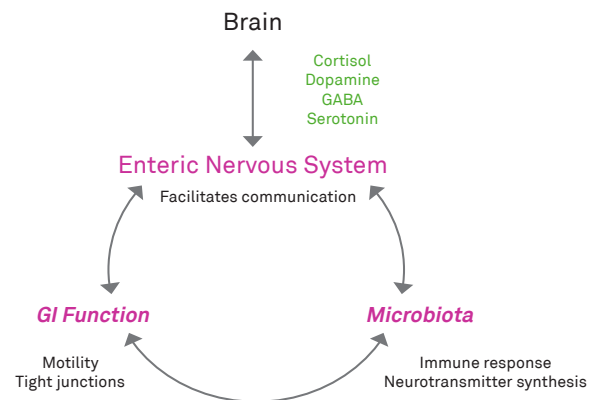 Brain
Cortisol
Dopamine
GABA
Serotonin
Enteric Nervous System
Facilitates communication
GI Function
Motility
Tight junctions
Microbiota
Immune response
Neurotransmitter synthesis